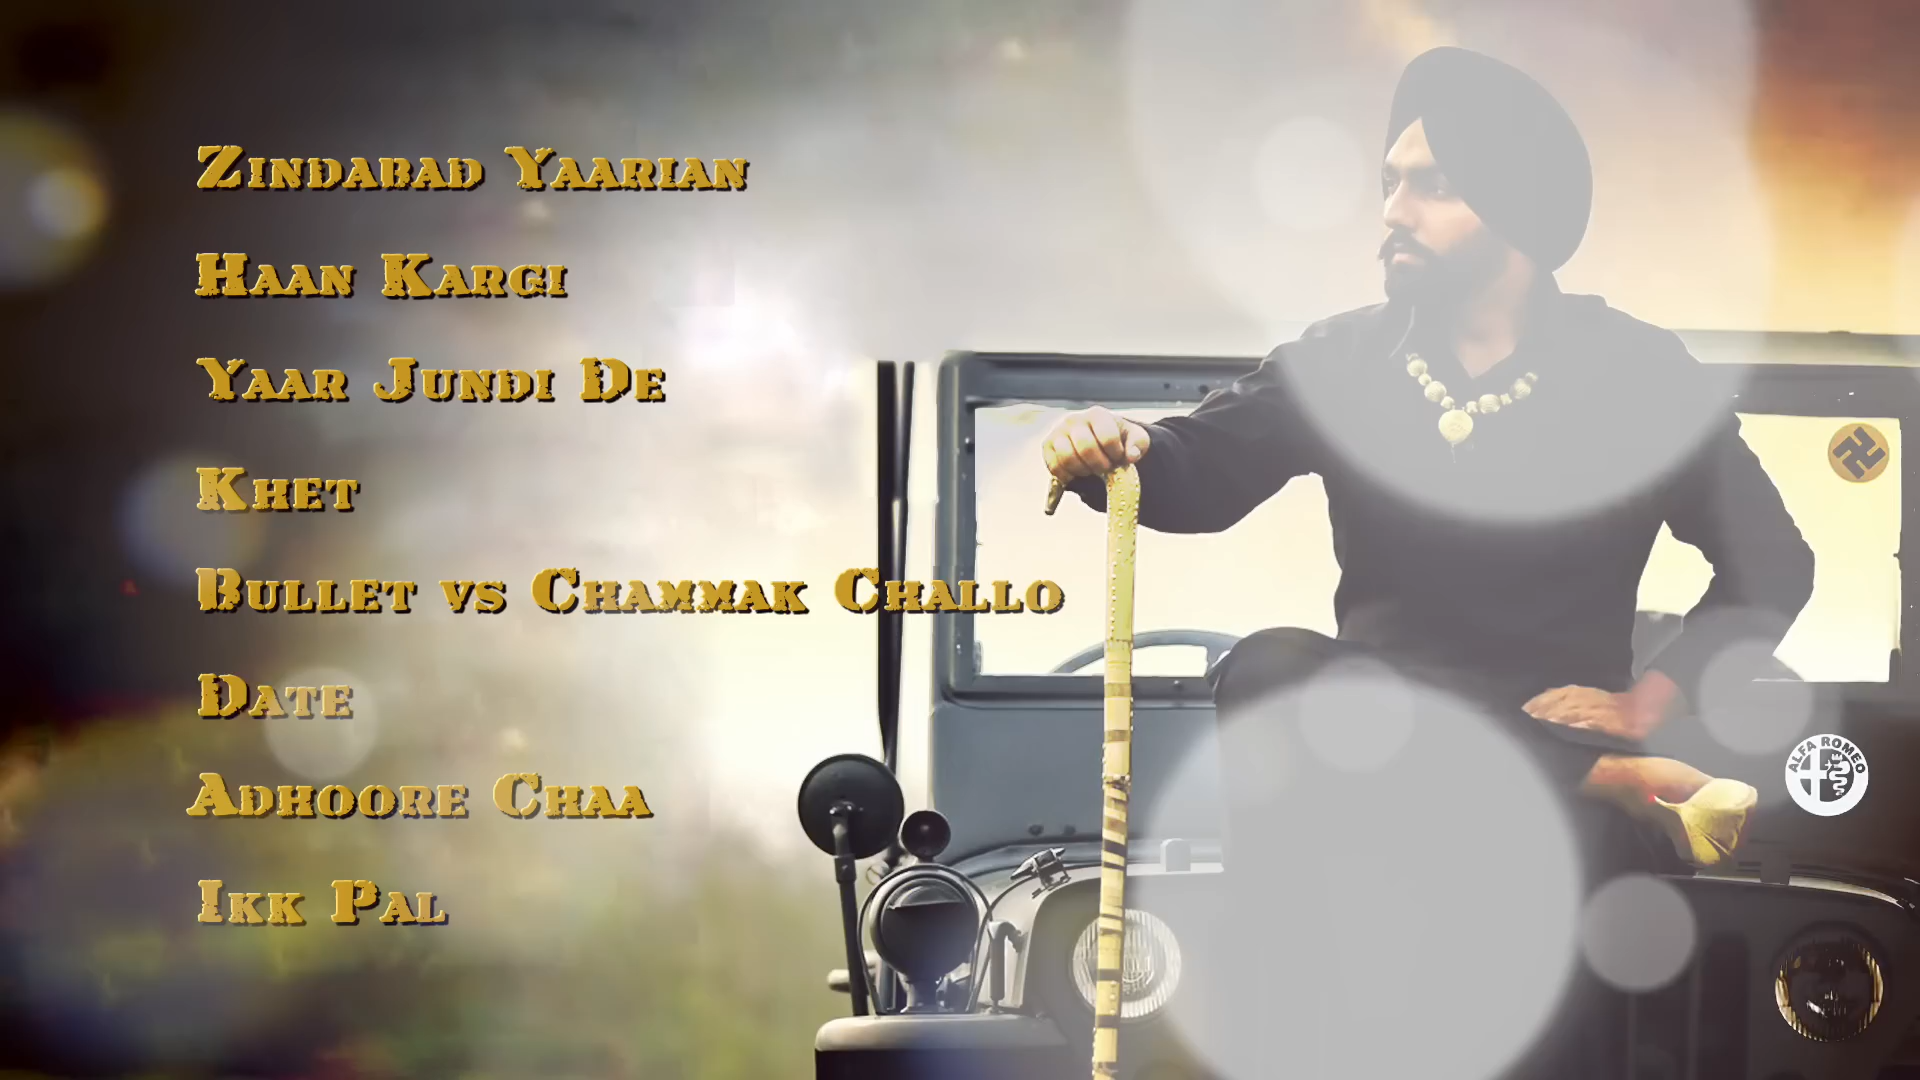 Zindabad Yaarian
Haan Kargi
Yaar Jundi De
Khet
Bullet vs Chammak Challo
Date
Adhoore Chaa
Ikk Pal
ALFA ROMEO